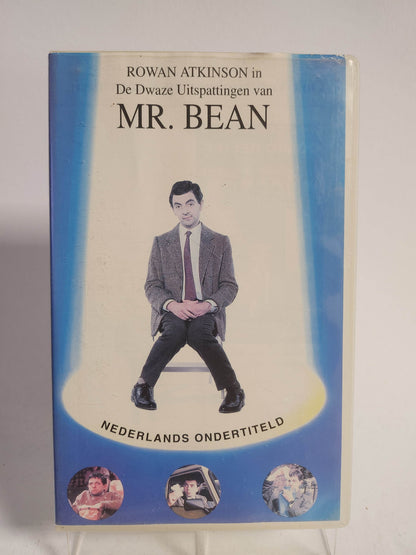 ROWAN ATKINSON in
De Dwaze Uitspattingen van
MR. BEAN
NEDERLANDS ONDERTITELD